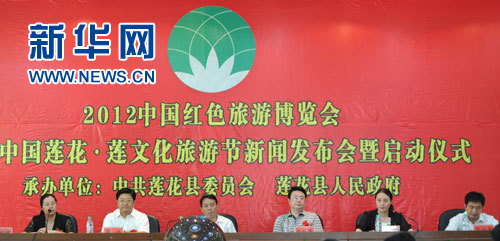 新华网
WWW.NEWS.CN
2012中国红色旅游博览会
中国莲花·莲文化旅游节新闻发布会暨启动仪式
承办单位：中共莲花县委员会 莲花县人民政府